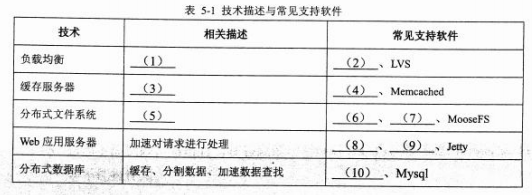 表 5-1 技术描述与常见支持软件
技术 相关描述 常见支持软件
负载均衡 （1） （2）、LVS
缓存服务器 （3） （4）、Memcached
分布式文件系统 （5） （6）、（7）、MooseFS
Web 应用服务器 加速对请求进行处理 （8）、（9）、Jetty
分布式数据库 缓存、分割数据、加速数据查找 （10）、Mysql